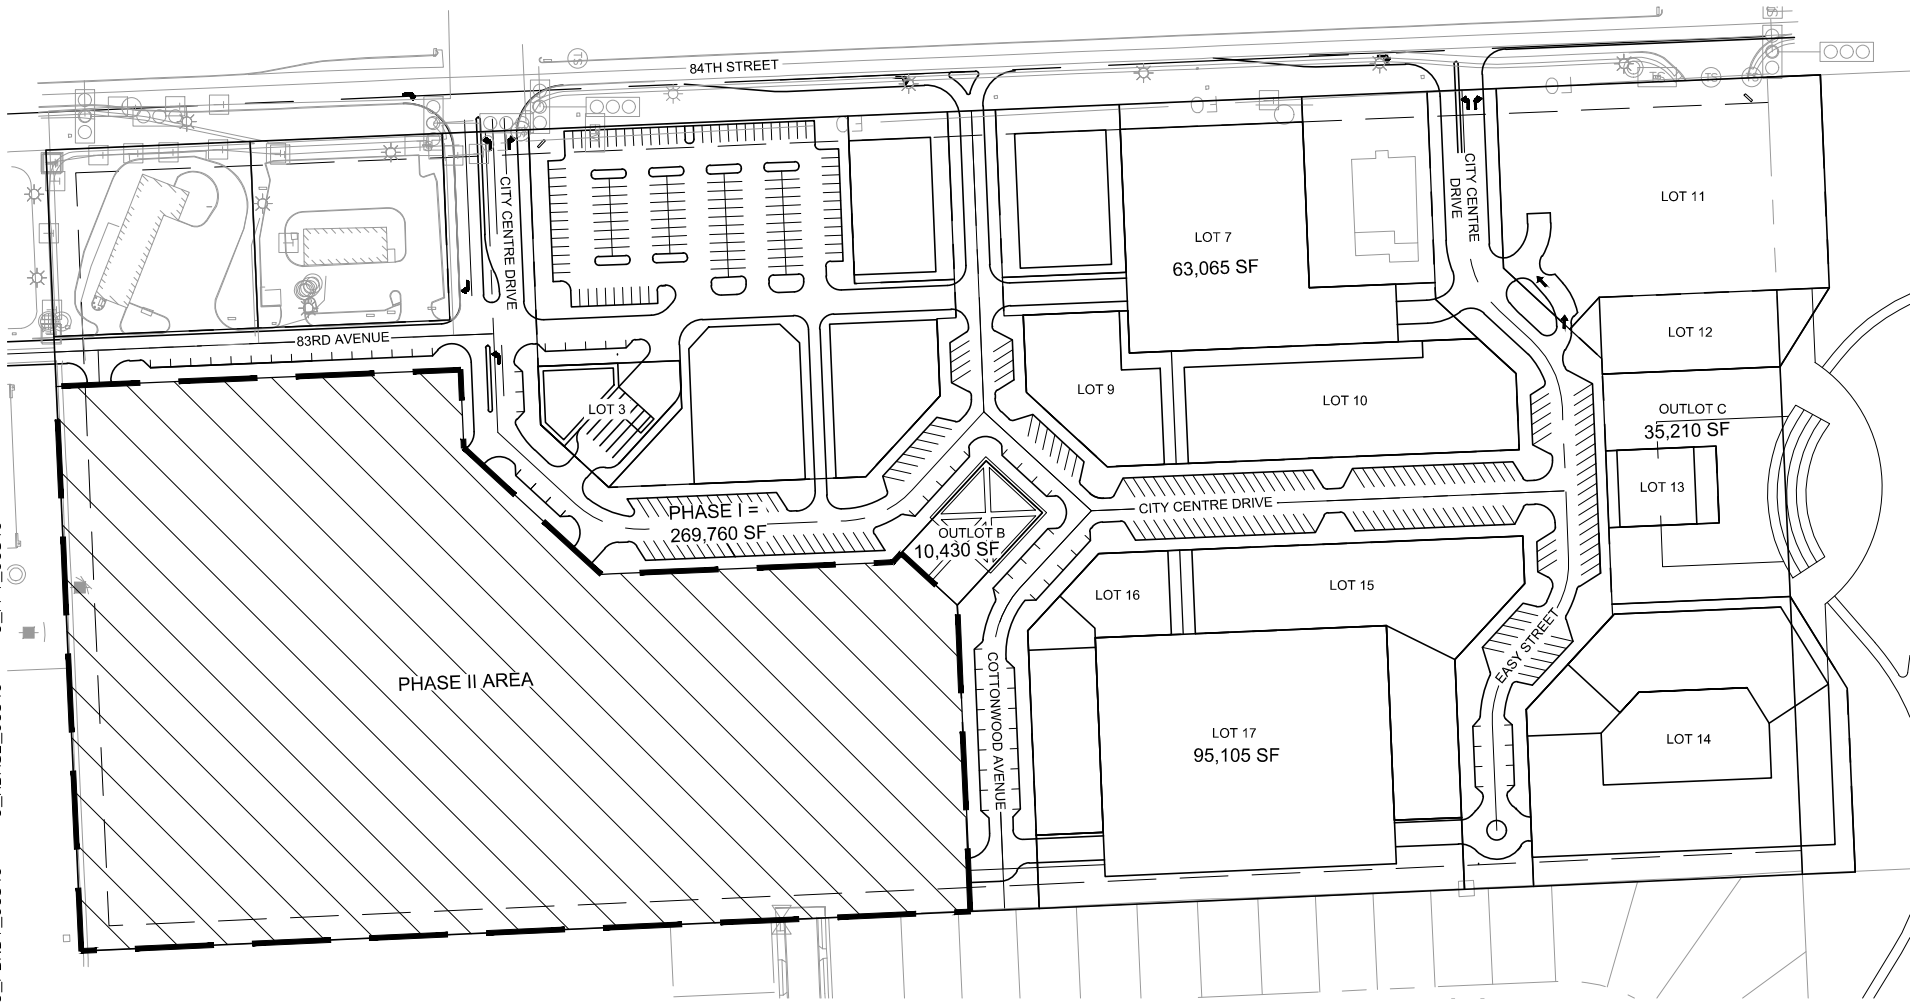 84TH STREET
CITY CENTRE DRIVE
CITY CENTRE
DRIVE
LOT 11
LOT 7
63,065 SF
83RD AVENUE
LOT 12
LOT 3
LOT 9
LOT 10
OUTLOT C
35,210 SF
LOT 13
CITY CENTRE DRIVE
PHASE I =
269,760 SF
OUTLOT B
10,430 SF
LOT 16
LOT 15
EASY STREET
COTTONWOOD AVENUE
PHASE II AREA
LOT 17
95,105 SF
LOT 14